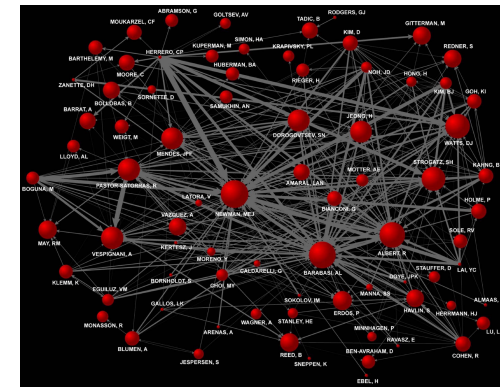 ABRAMSON, G
RODGERS, GJ
MOUKARZEL, CF
GOLTSEV, AV
TADIC, B
GITTERMAN, M
HERRERO, CP
KUPERMAN, M
SIMON, HA
KRAPIVSKY, PL
KIM, D
REDNER, S
BARTHELEMY, M
MOORE, C
HUBERMAN, BA
RIEGER, H
NOH, JD
HONG, H
KIM, BJ
ZANETTE, DH
BOLLOBAS, B
SORNETTE, D
SAMUKHIN, AN
GOH, KI
BARRAT, A
WEIGT, M
MENDES, JFF
DOROGOVTSEV, SN
JEONG, H
WATTS, DJ
LLOYD, AL
PASTOR-SATORRAS, R
AMARAL, LAN
MOTTER, AE
STROGATZ, SH
KAHNG, B
BOGUNA, M
LATORA, V
NEWMAN, MEJ
BIANCONI, G
HOLME, P
MAY, RM
VESPIGNANI, A
VAZQUEZ, A
KERTESZ, J
MORENO, Y
CALDARELLI, G
BARABASI, AL
ALBERT, R
SOLE, RV
KLEMM, K
BORNHOLDT, S
CHOI, MY
DOYE, JPK
STAUFFER, D
LAI, YC
EGUILUZ, VM
GALLOS, LK
SOKOLOV, IM
MANNA, SS
HAVLIN, S
HERRMANN, HJ
MONASSON, R
ARENAS, A
WAGNER, A
STANLEY, HE
ERDOS, P
MINNHAGEN, P
RAVASZ, E
BLUMEN, A
JESPERSEN, S
REED, B
SNEPPEN, K
BEN-AVRAHAM, D
EBEL, H
COHEN, R